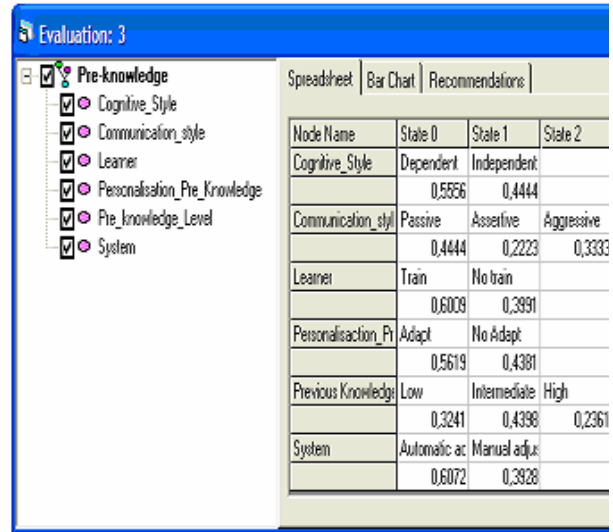 Evaluation: 3
Pre-knowledge
Cognitive_Style
Communication_style
Learner
Personalisation_Pre_Knowledge
Pre_knowledge_Level
System
Spreadsheet Bar Chart Recommendations
Node Name State 0 State 1 State 2
Cognitive_Style Dependent Independent
0,5556 0,4444
Communication_styl Passive Assertive Aggressive
0,4444 0,2223 0,3333
Learner Train No train
0,6009 0,3991
Personalisaction_Pr Adapt No Adapt
0,5619 0,4381
Previous Knowledge Low Intermediate High
0,3241 0,4398 0,2361
System Automatic ac Manual adju
0,6072 0,3928